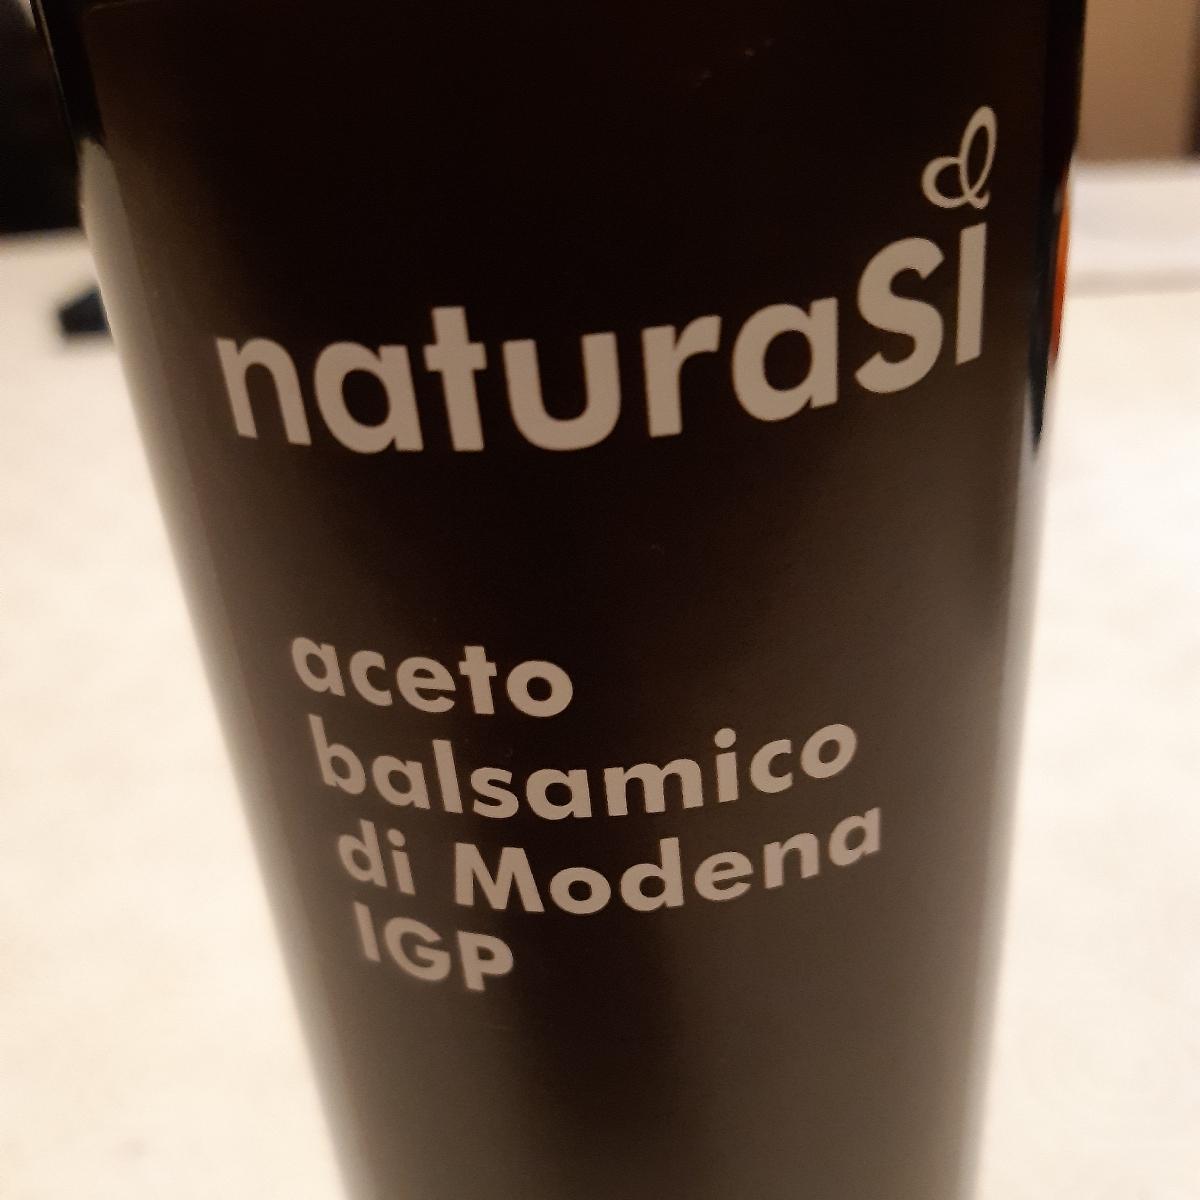 naturaSì
aceto
balsamico
di Modena
IGP